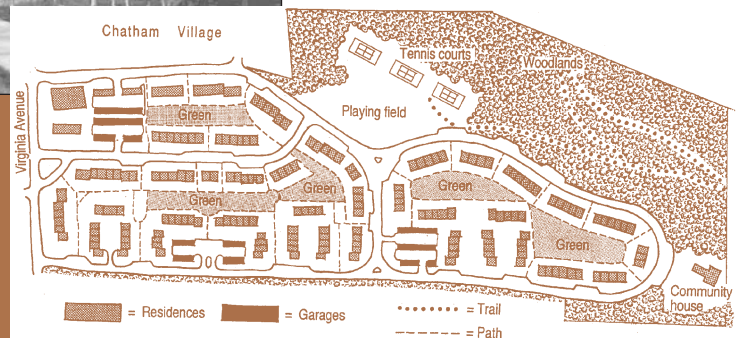 Chatham Village
Tennis courts
Woodlands
Playing field
Green
Virginia Avenue
Green
Green
Green
Green
Community
house
= Residences
= Garages
= Trail
= Path